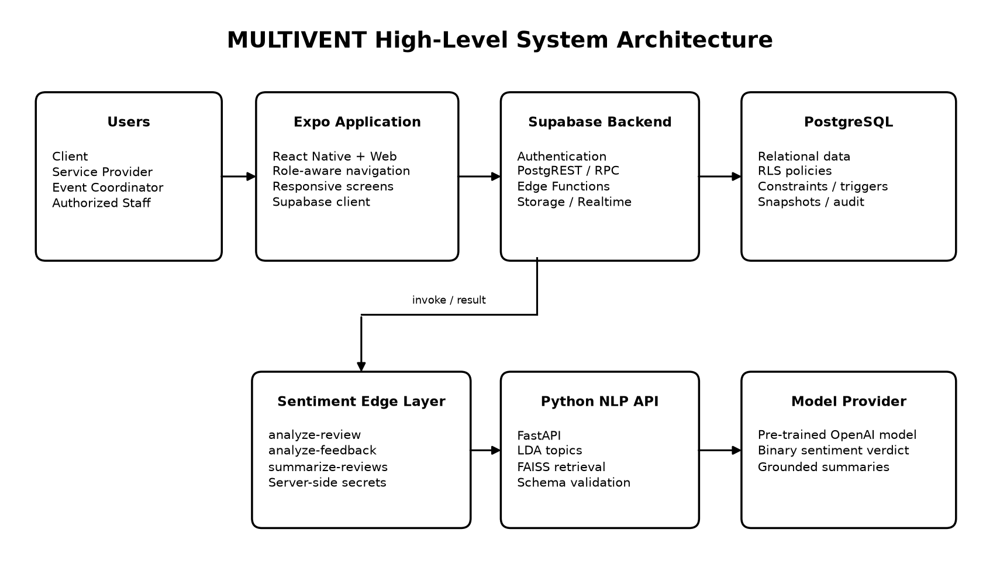 MULTIVENT High-Level System Architecture
Users
Client
Service Provider
Event Coordinator
Authorized Staff
Expo Application
React Native + Web
Role-aware navigation
Responsive screens
Supabase client
Supabase Backend
Authentication
PostgREST / RPC
Edge Functions
Storage / Realtime
PostgreSQL
Relational data
RLS policies
Constraints / triggers
Snapshots / audit
invoke / result
Sentiment Edge Layer
analyze-review
analyze-feedback
summarize-reviews
Server-side secrets
Python NLP API
FastAPI
LDA topics
FAISS retrieval
Schema validation
Model Provider
Pre-trained OpenAI model
Binary sentiment verdict
Grounded summaries